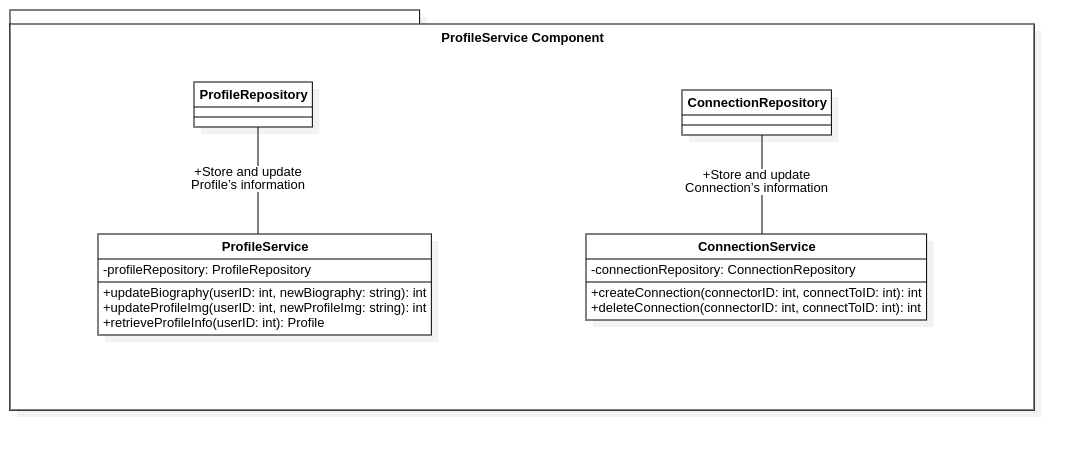 ProfileService Component
ProfileRepository
+Store and update
Profile's information
ProfileService
-profileRepository: ProfileRepository
+updateBiography(userID: int, newBiography: string): int
+updateProfileImg(userID: int, newProfileImg: string): int
+retrieveProfileInfo(userID: int): Profile
ConnectionRepository
+Store and update
Connection's information
ConnectionService
-connectionRepository: ConnectionRepository
+createConnection(connectorID: int, connectToID: int): int
+deleteConnection(connectorID: int, connectToID: int): int